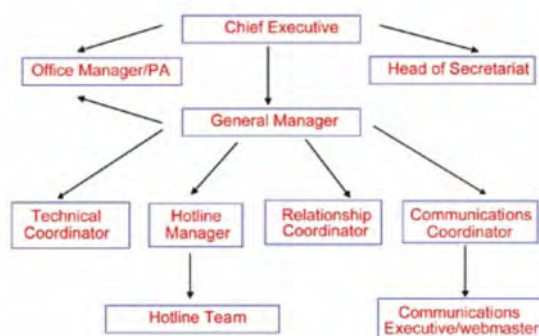 Chief Executive
Office Manager/PA
Head of Secretariat
General Manager
Technical
Coordinator
Hotline
Manager
Relationship
Coordinator
Communications
Coordinator
Hotline Team
Communications
Executive/webmaster